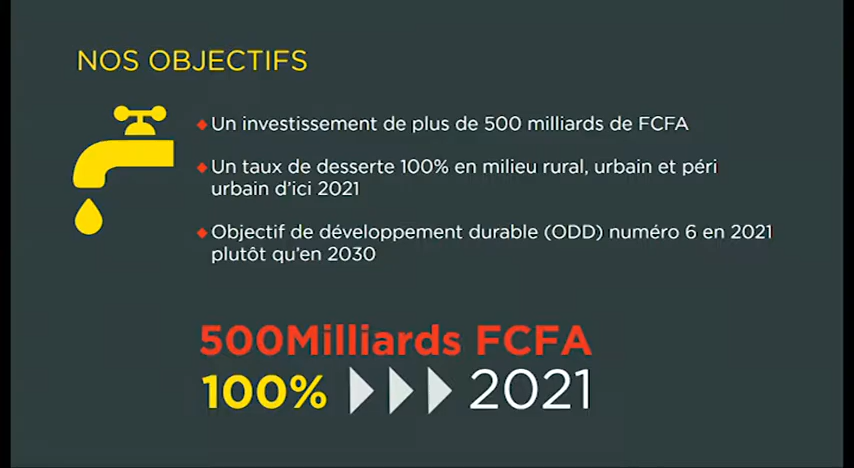 NOS OBJECTIFS
Un investissement de plus de 500 milliards de FCFA
Un taux de desserte 100% en milieu rural, urbain et péri
urbain d'ici 2021
Objectif de développement durable (ODD) numéro 6 en 2021
plutôt qu'en 2030
500Milliards FCFA
100% 2021